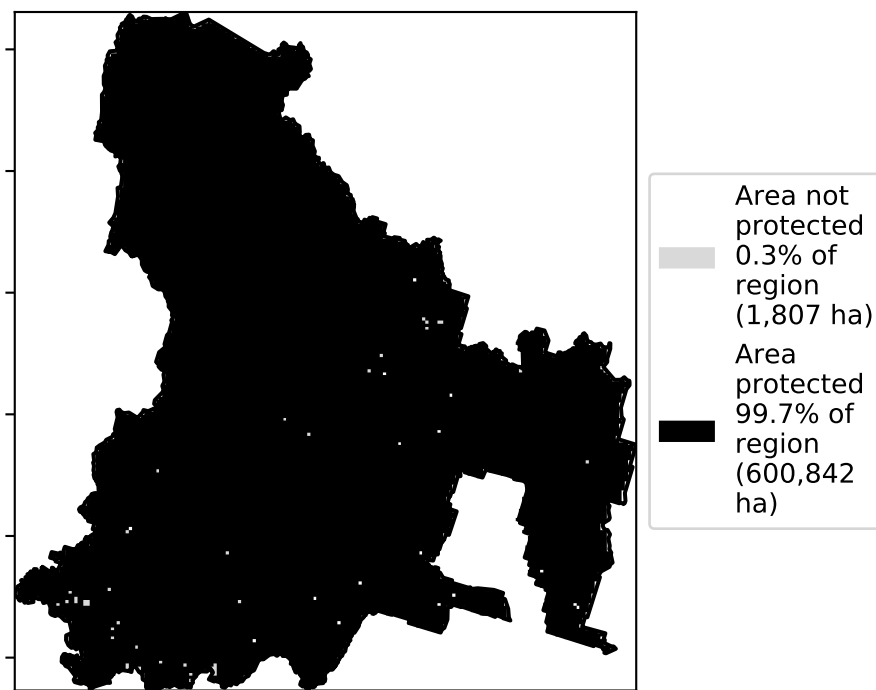 Area not
protected
0.3% of
region
(1,807 ha)
Area
protected
99.7% of
region
(600,842
ha)